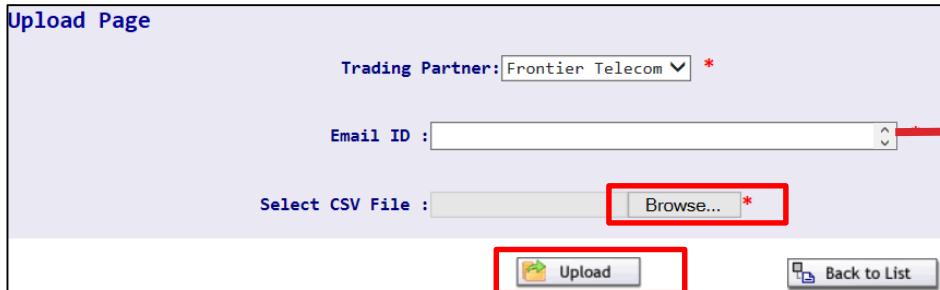 Upload Page
Trading Partner: Frontier Telecom *
Email ID :
Select CSV File : Browse... *
Upload Back to List